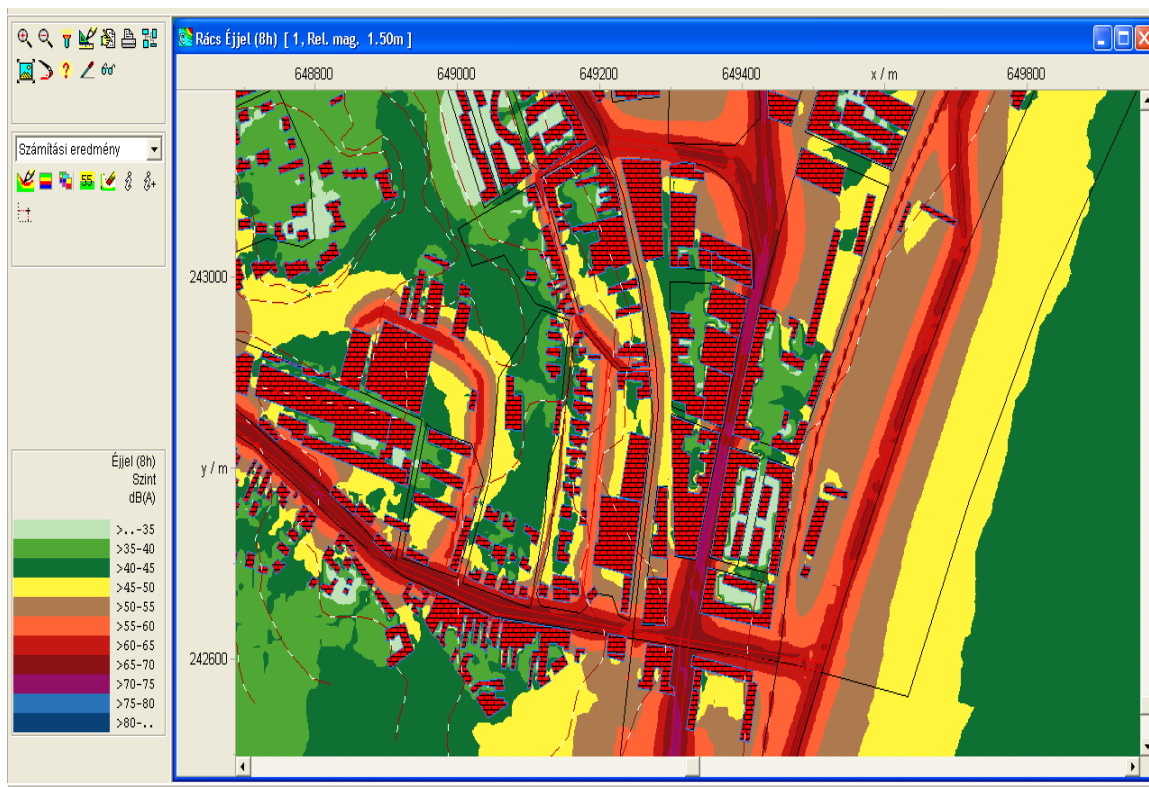 Rács Éjjel (8h) [ 1, Rel. mag. 1.50m ]
648800 649000 649200 649400 x / m 649800
Számítási eredmény
55
243000
y / m
242600
Éjjel (8h)
Szint
dB(A)
>..-35
>35-40
>40-45
>45-50
>50-55
>55-60
>60-65
>65-70
>70-75
>75-80
>80-..